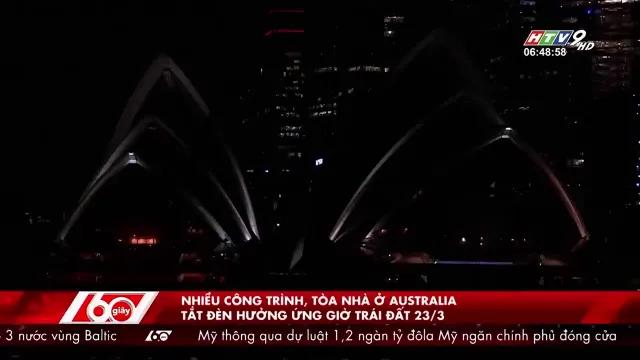 HTV9 HD
06:48:58
60 giây
NHIỀU CÔNG TRÌNH, TÒA NHÀ Ở AUSTRALIA
TẮT ĐÈN HƯỞNG ỨNG GIỜ TRÁI ĐẤT 23/3
3 nước vùng Baltic
Mỹ thông qua dự luật 1,2 ngàn tỷ đôla Mỹ ngăn chính phủ đóng cửa